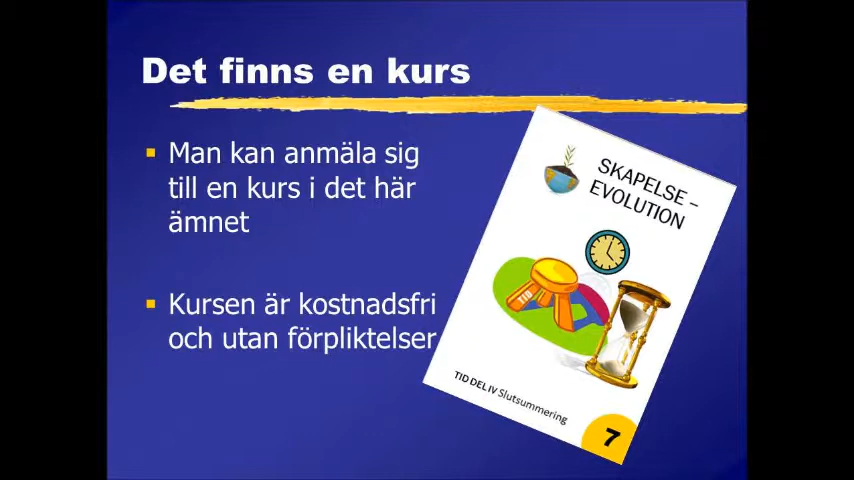 Det finns en kurs
Man kan anmäla sig
till en kurs i det här
ämnet
Kursen är kostnadsfri
och utan förpliktelser
SKAPELSE –
EVOLUTION
TID
TID DEL IV Slutsummering
7